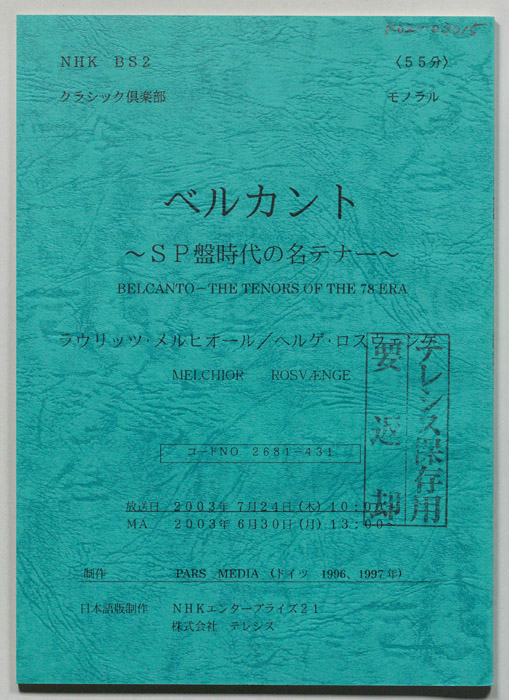 K02-03015
NHK BS2 〈55分〉
クラシック倶楽部 モノラル
ベルカント
～SP盤時代の名テナー～
BELCANTO－THE TENORS OF THE 78 ERA
ラウリッツ・メルヒオール／ヘルゲ・ロスヴェンゲ
MELCHIOR ROSVÆNGE
テレシス保存用
要返却
コードNO 2681-431
放送日 2003年 7月24日(木) 10:00～
MA 2003年 6月30日(月) 13:00～
制作 PARS MEDIA (ドイツ 1996、1997年)
日本語版制作 NHKエンタープライズ21
株式会社 テレシス